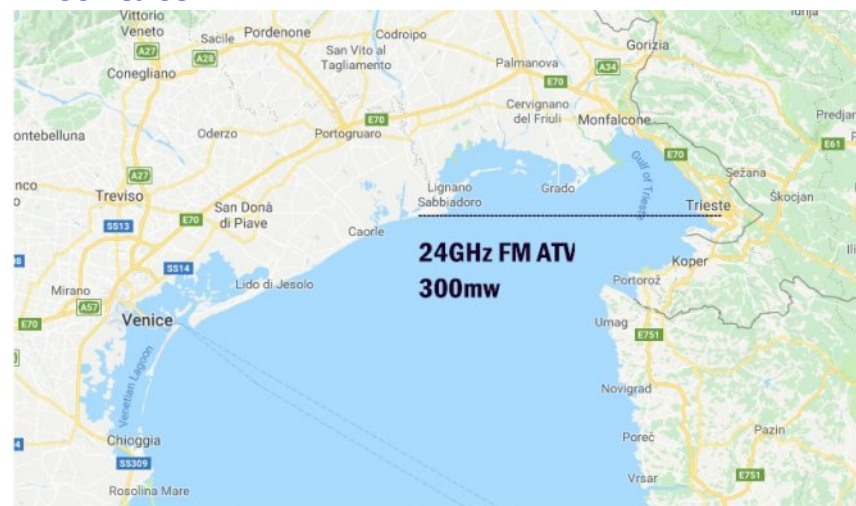 Vittorio
Veneto
Sacile
Pordenone
Codroipo
San Vito al
Tagliamento
Gorizia
A27
A28
Conegliano
Palmanova
A34
E70
Cervignano
del Friuli
Monfalcone
Predjar
E61
ontebelluna
Oderzo
E70
Portogruaro
E70
Sežana
Gulf of Trieste
A27
nco
Treviso
Lignano
Sabbiadoro
Grado
Trieste
Škocjan
E70
San Donà
di Piave
SS13
Caorle
24GHz FM ATV
300mw
Koper
SS14
Lido di Jesolo
Portorož
Mirano
A57
E70
Venice
Umag
E751
Venetian Lagoon
Novigrad
Chioggia
Poreč
Pazin
SS309
Vrsar
E751
Rosolina Mare